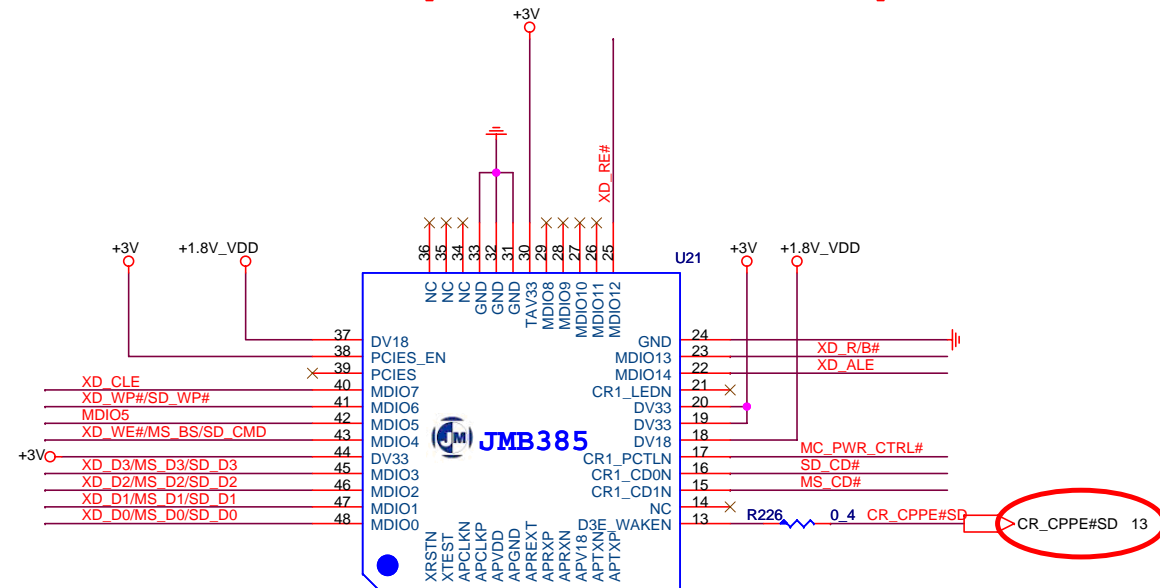 +3V
XD_RE#
+3V
+1.8V_VDD
36
35
34
33
32
31
30
29
28
27
26
25
U21
+3V
+1.8V_VDD
NC
NC
NC
GND
GND
GND
TAV33
MDIO8
MDIO9
MDIO10
MDIO11
MDIO12
37 DV18
38 PCIES_EN
39 PCIES
XD_CLE 40 MDIO7
XD_WP#/SD_WP# 41 MDIO6
MDIO5 42 MDIO5
XD_WE#/MS_BS/SD_CMD 43 MDIO4
+3V 44 DV33
XD_D3/MS_D3/SD_D3 45 MDIO3
XD_D2/MS_D2/SD_D2 46 MDIO2
XD_D1/MS_D1/SD_D1 47 MDIO1
XD_D0/MS_D0/SD_D0 48 MDIO0
JM JMB385
GND 24
MDIO13 23 XD_R/B#
MDIO14 22 XD_ALE
CR1_LEDN 21
DV33 20
DV33 19
DV18 18
CR1_PCTLN 17 MC_PWR_CTRL#
CR1_CD0N 16 SD_CD#
CR1_CD1N 15 MS_CD#
NC 14
D3E_WAKEN 13 R226 0_4 CR_CPPE#SD CR_CPPE#SD 13
XRSTN
XTEST
APCLKN
APCLKP
APVDD
APGND
APREXT
APRXP
APRXN
APV18
APTXN
APTXP